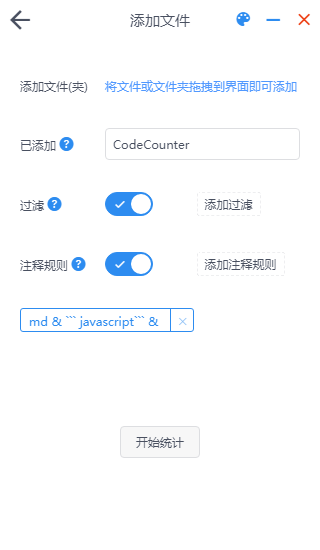 添加文件
添加文件(夹) 将文件或文件夹拖拽到界面即可添加
已添加 ? CodeCounter
过滤 ? 添加过滤
注释规则 ? 添加注释规则
md & ``` javascript``` & ×
开始统计